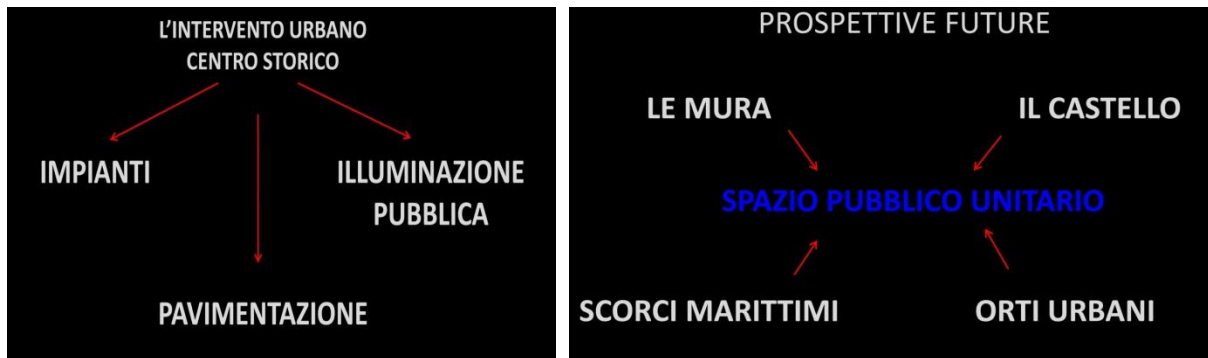 L'INTERVENTO URBANO
CENTRO STORICO
IMPIANTI
ILLUMINAZIONE
PUBBLICA
PAVIMENTAZIONE
PROSPETTIVE FUTURE
LE MURA
IL CASTELLO
SPAZIO PUBBLICO UNITARIO
SCORCI MARITTIMI
ORTI URBANI